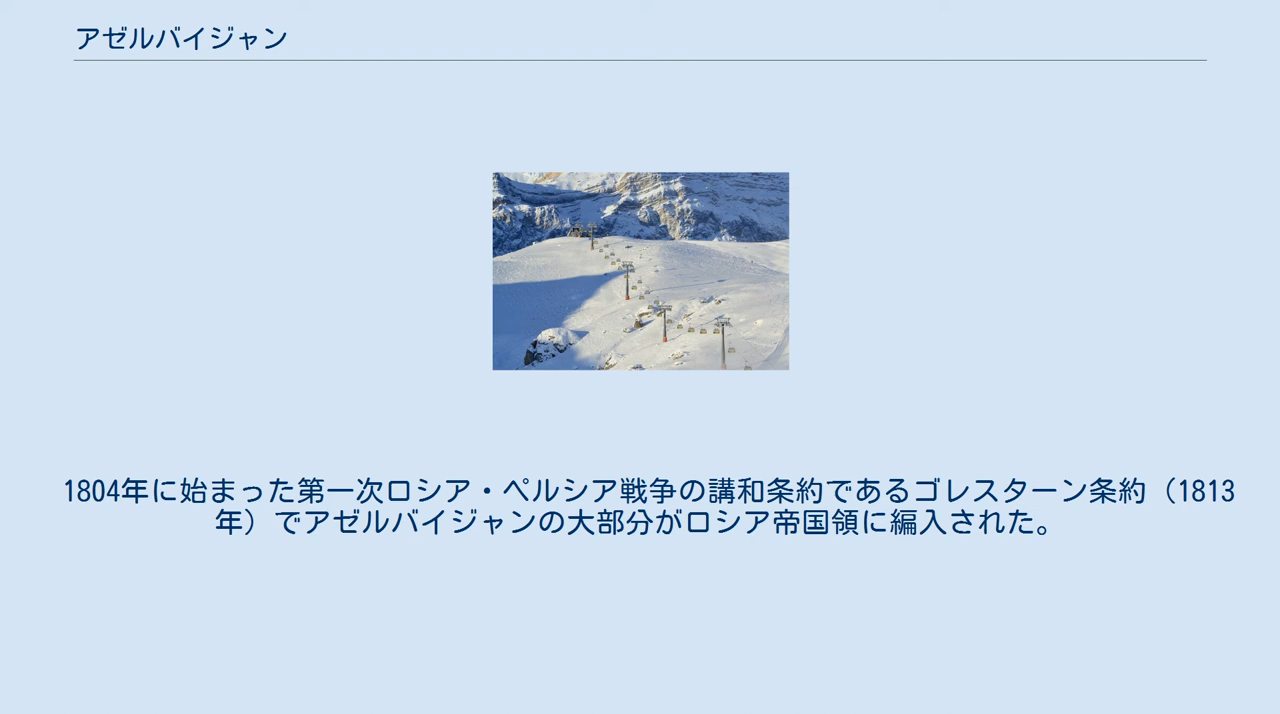 アゼルバイジャン
1804年に始まった第一次ロシア・ペルシア戦争の講和条約であるゴレスターン条約（1813
年）でアゼルバイジャンの大部分がロシア帝国領に編入された。